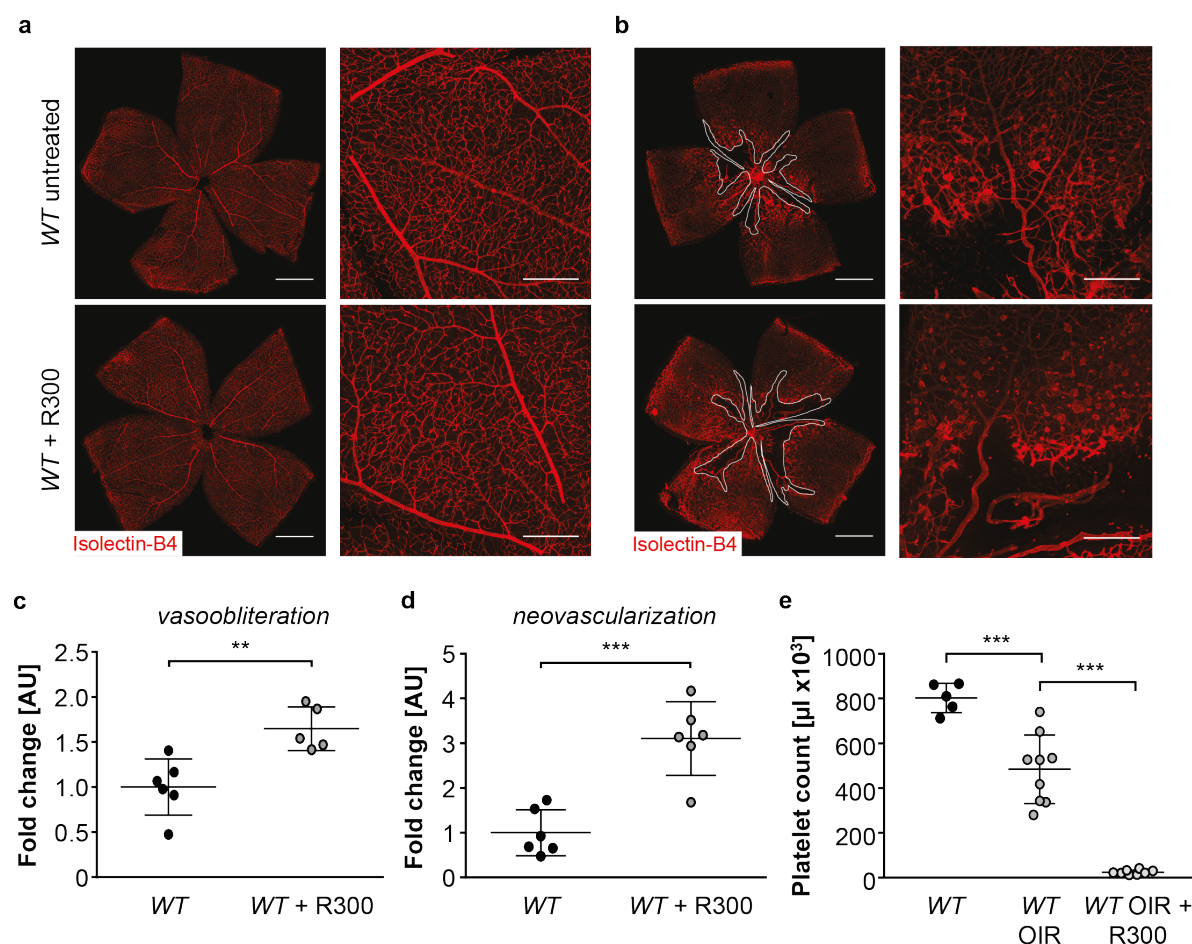 a
b
WT untreated
WT + R300
Isolectin-B4
Isolectin-B4
c
vasoobliteration
**
Fold change [AU]
2.5
2.0
1.5
1.0
0.5
0
WT
WT + R300
d
neovascularization
***
Fold change [AU]
5
4
3
2
1
0
WT
WT + R300
e
***
***
Platelet count [µl x10³]
1000
800
600
400
200
0
WT
WT
OIR
WT OIR +
R300